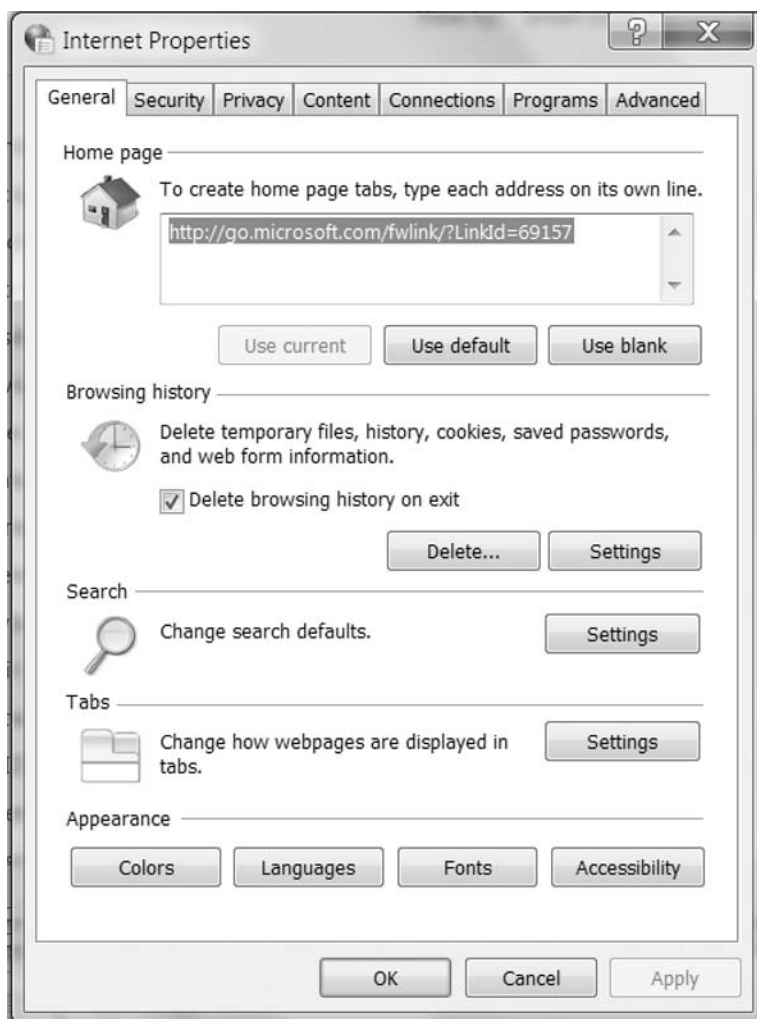 Internet Properties
General Security Privacy Content Connections Programs Advanced
Home page
To create home page tabs, type each address on its own line.
http://go.microsoft.com/fwlink/?LinkId=69157
Use current Use default Use blank
Browsing history
Delete temporary files, history, cookies, saved passwords,
and web form information.
Delete browsing history on exit
Delete... Settings
Search
Change search defaults. Settings
Tabs
Change how webpages are displayed in Settings
tabs.
Appearance
Colors Languages Fonts Accessibility
OK Cancel Apply